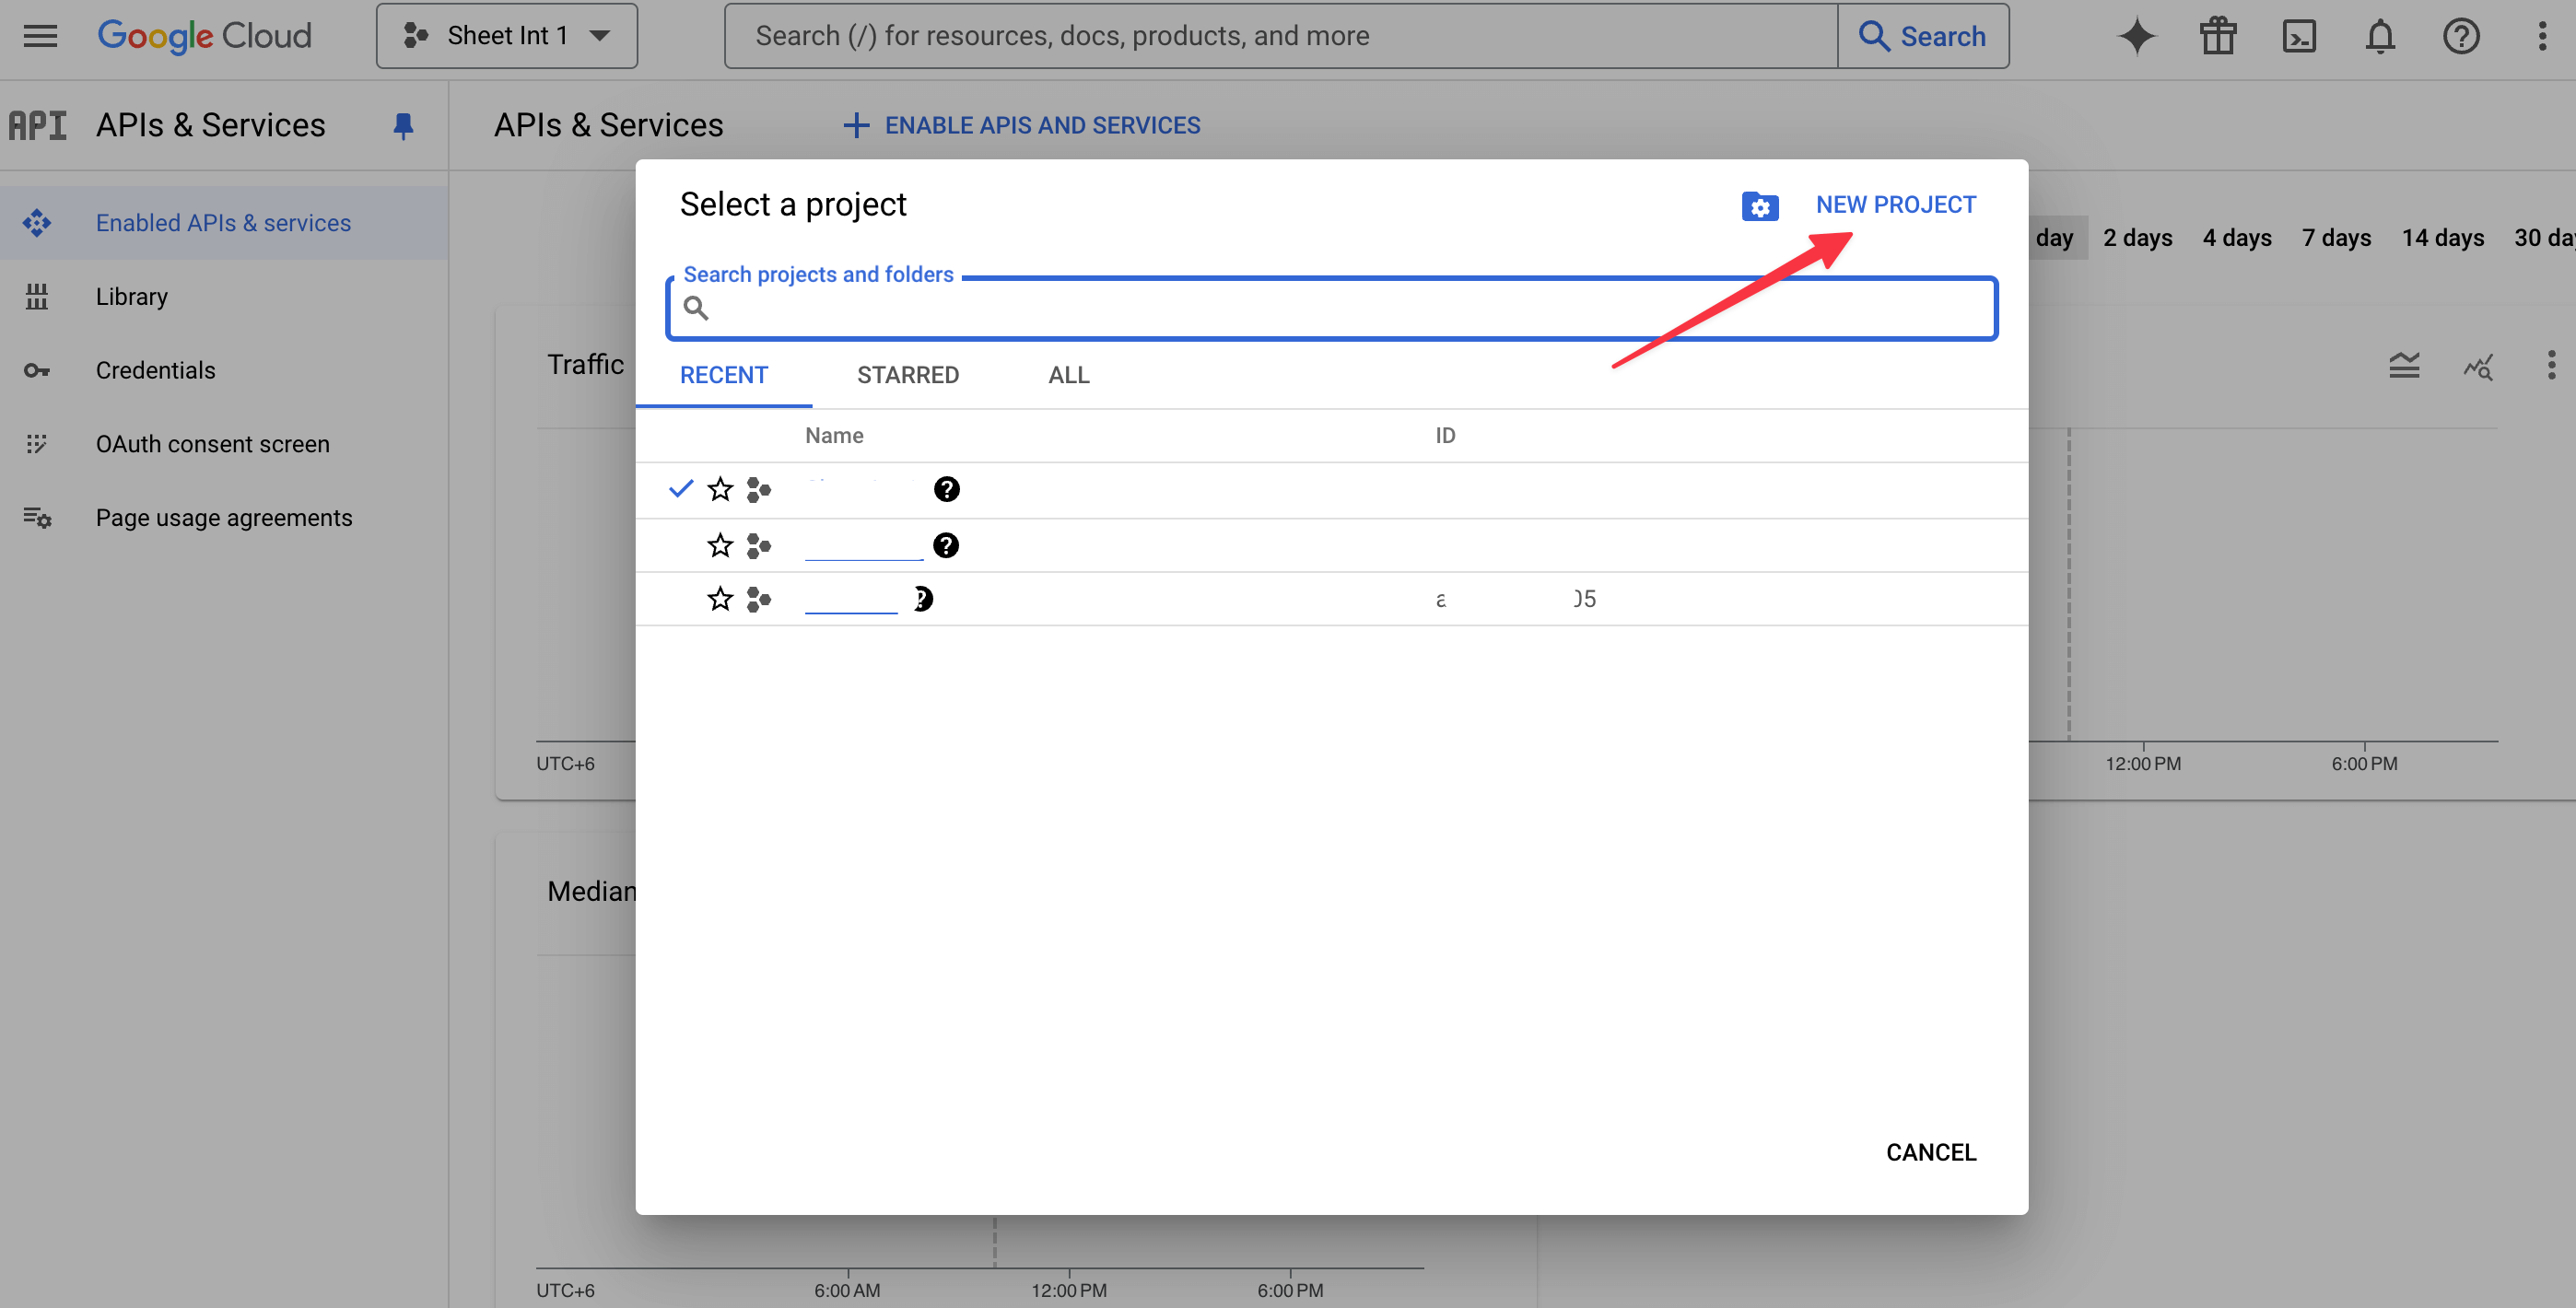 Google Cloud
Sheet Int 1
Search (/) for resources, docs, products, and more
Search
API
APIs & Services
APIs & Services
ENABLE APIS AND SERVICES
Enabled APIs & services
Library
Credentials
OAuth consent screen
Page usage agreements
day 2 days 4 days 7 days 14 days 30 da
Select a project
NEW PROJECT
Search projects and folders
RECENT STARRED ALL
Name ID
a 05
CANCEL
Traffic
UTC+6 12:00 PM 6:00 PM
Median
UTC+6 6:00 AM 12:00 PM 6:00 PM